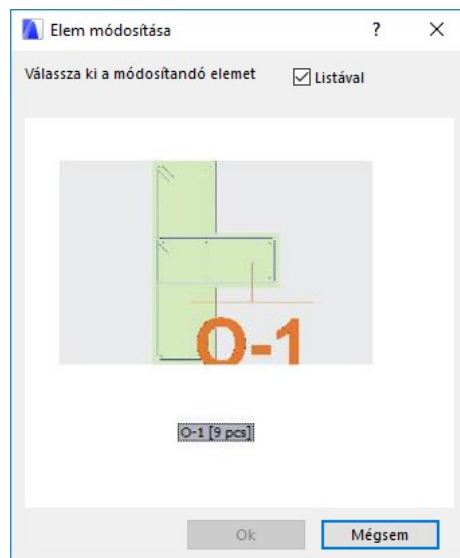 Elem módosítása
Válassza ki a módosítandó elemet
Listával
O-1
O-1 [9 pcs]
Ok
Mégsem